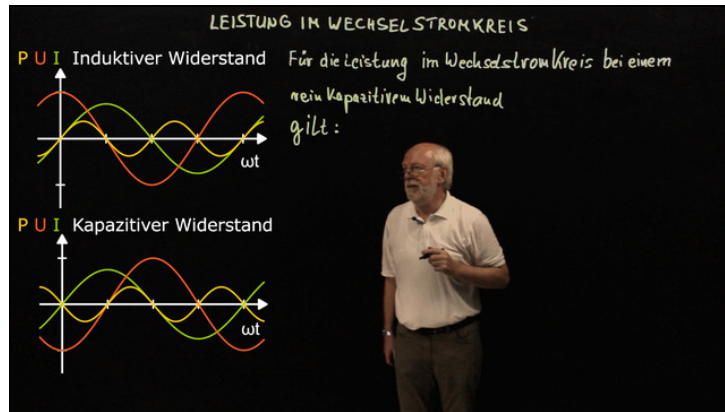 LEISTUNG IM WECHSELSTROMKREIS
P U I Induktiver Widerstand
ωt
P U I Kapazitiver Widerstand
ωt
Für die Leistung im Wechselstromkreis bei einem
rein Kapazitivem Widerstand
gilt: